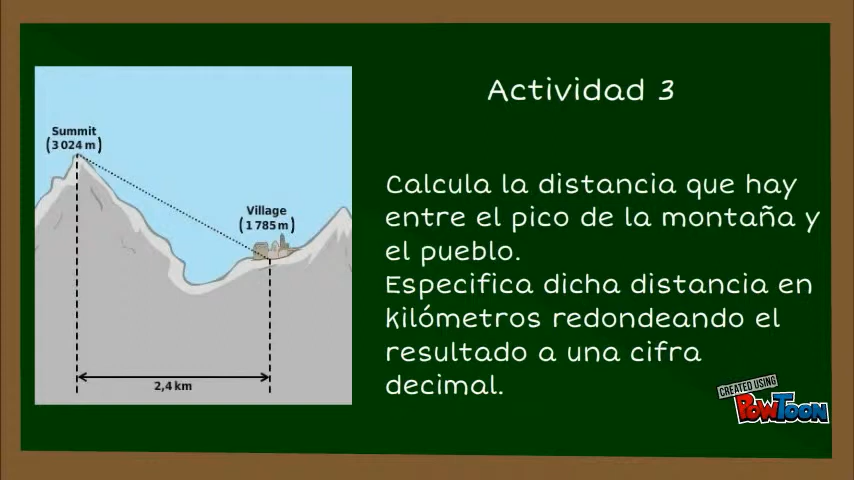 Actividad 3
Summit
(3 024 m)
Village
(1 785 m)
2,4 km
Calcula la distancia que hay
entre el pico de la montaña y
el pueblo.
Especifica dicha distancia en
kilómetros redondeando el
resultado a una cifra
decimal.
CREATED USING
POWTOON